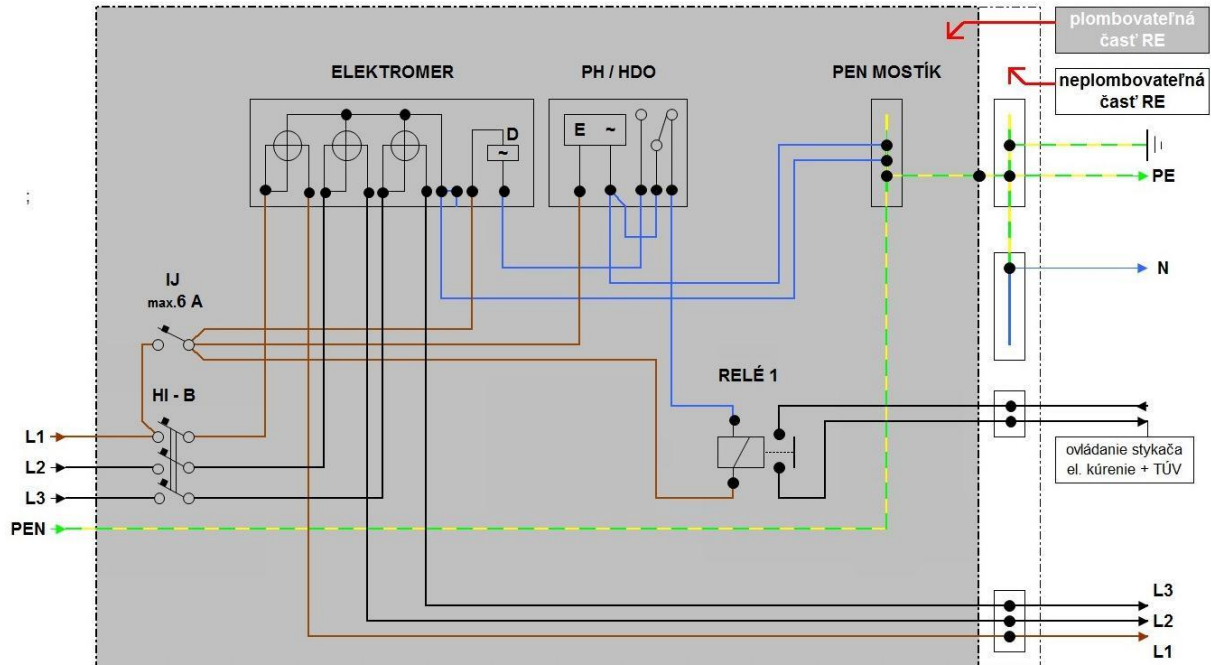 plombovateľná
časť RE
ELEKTROMER
PH / HDO
PEN MOSTÍK
neplombovateľná
časť RE
E ~
D
~
PE
;
N
IJ
max.6 A
RELÉ 1
HI - B
L1
L2
L3
PEN
ovládanie stykača
el. kúrenie + TÚV
L3
L2
L1